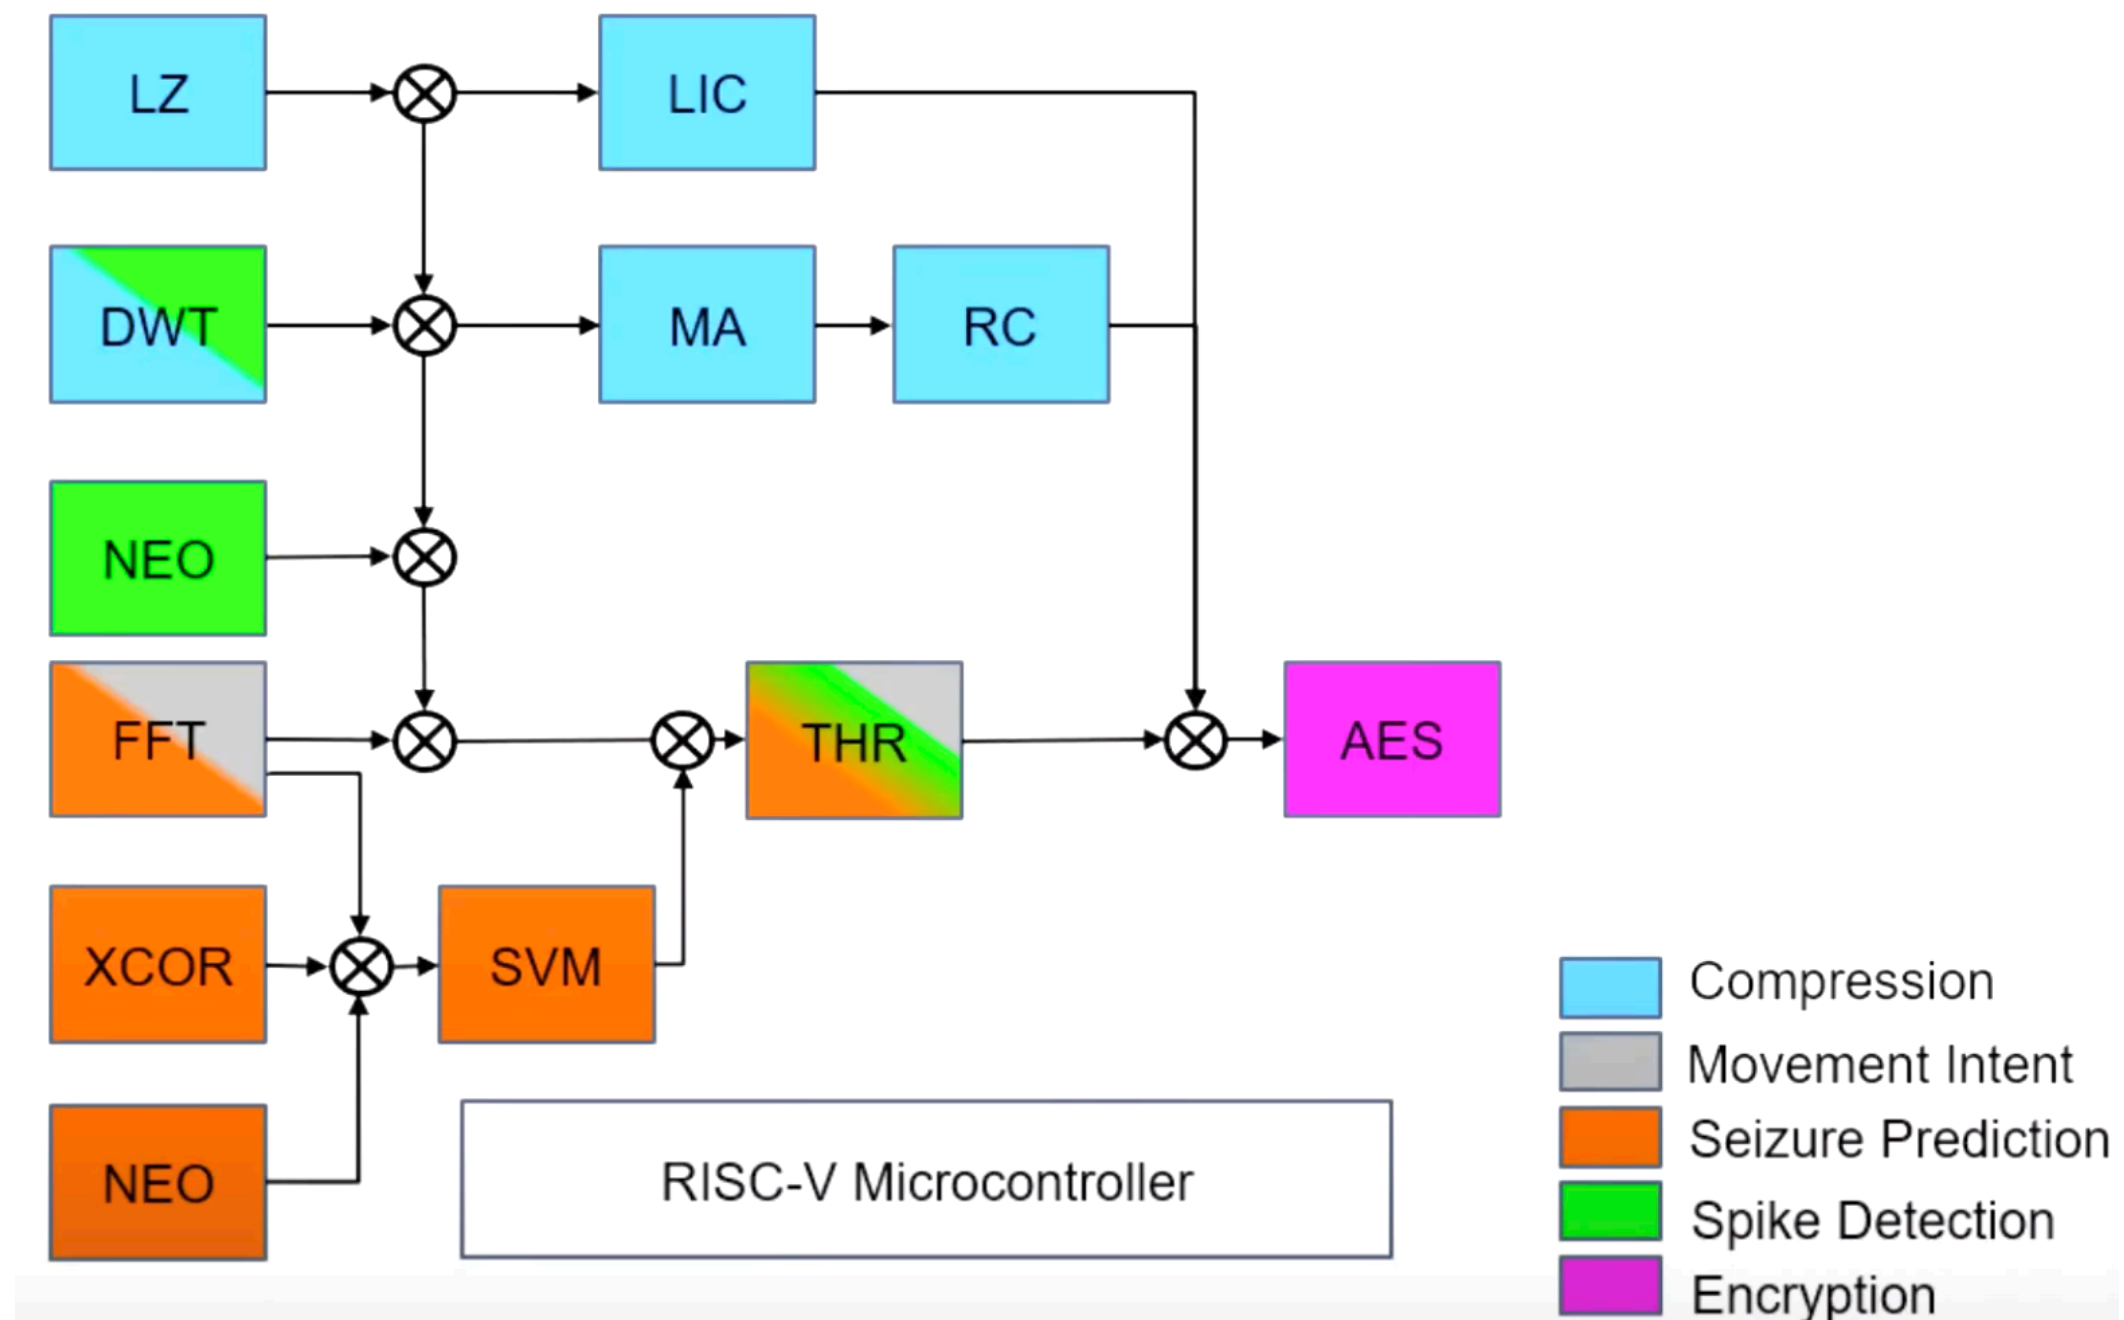 LZ
LIC
DWT
MA
RC
NEO
FFT
THR
AES
XCOR
SVM
NEO
RISC-V Microcontroller
Compression
Movement Intent
Seizure Prediction
Spike Detection
Encryption